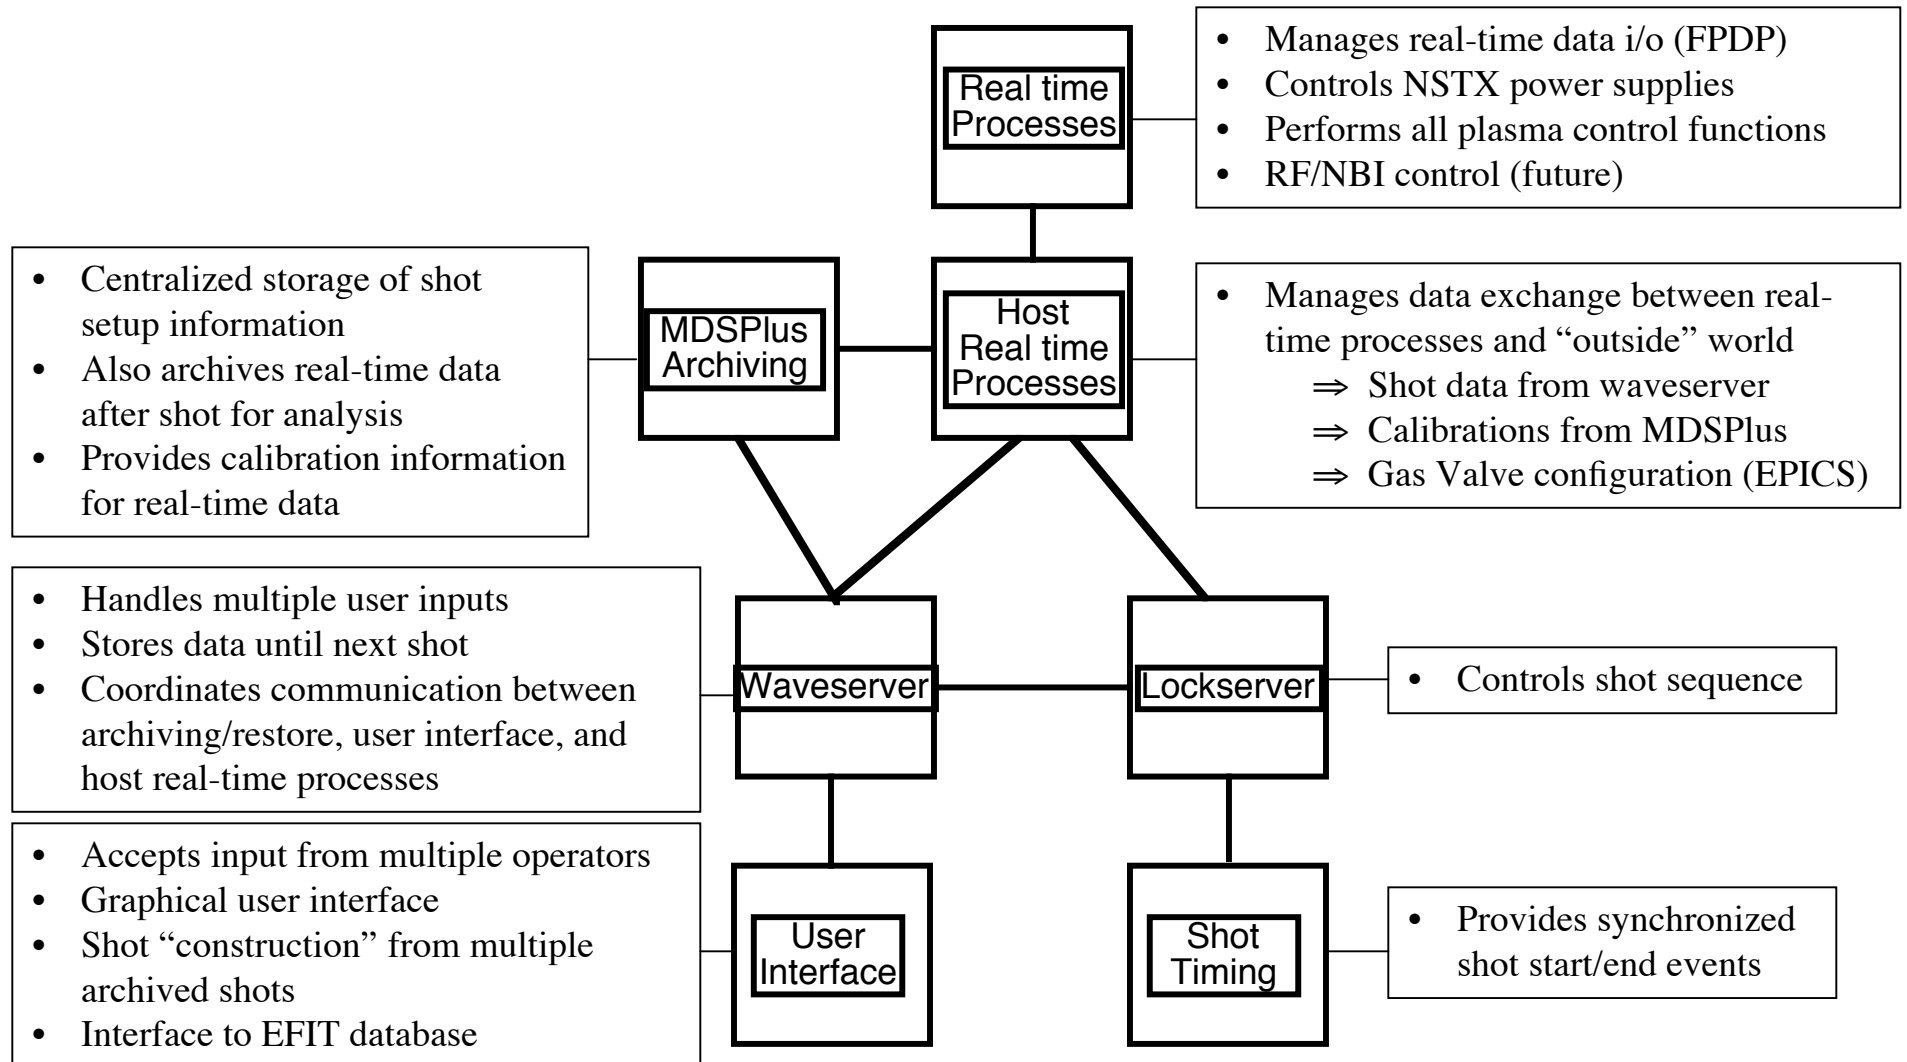 Real time
Processes
• Manages real-time data i/o (FPDP)
• Controls NSTX power supplies
• Performs all plasma control functions
• RF/NBI control (future)
• Centralized storage of shot
setup information
• Also archives real-time data
after shot for analysis
• Provides calibration information
for real-time data
MDSPlus
Archiving
Host
Real time
Processes
• Manages data exchange between real-
time processes and “outside” world
⇒ Shot data from waveserver
⇒ Calibrations from MDSPlus
⇒ Gas Valve configuration (EPICS)
• Handles multiple user inputs
• Stores data until next shot
• Coordinates communication between
archiving/restore, user interface, and
host real-time processes
Waveserver
Lockserver
• Controls shot sequence
• Accepts input from multiple operators
• Graphical user interface
• Shot “construction” from multiple
archived shots
• Interface to EFIT database
User
Interface
Shot
Timing
• Provides synchronized
shot start/end events